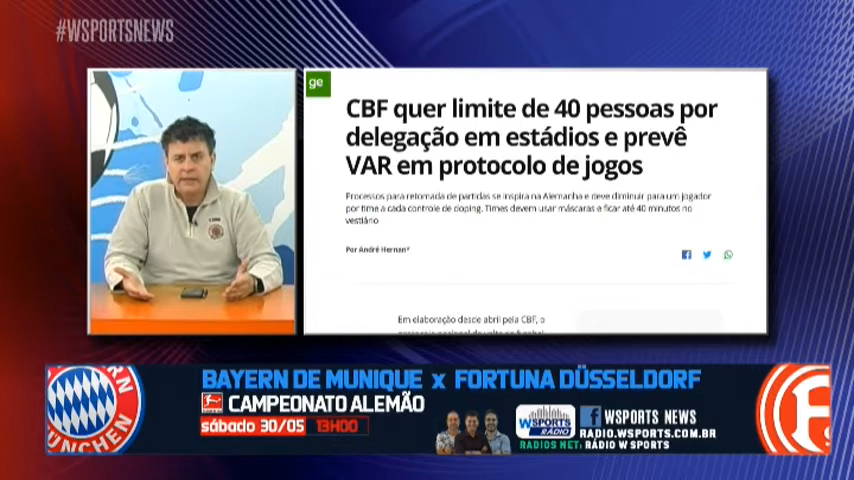 #WSPORTSNEWS
ge
CBF quer limite de 40 pessoas por
delegação em estádios e prevê
VAR em protocolo de jogos
Processos para retomada de partidas se inspira na Alemanha e deve diminuir para um jogador
por time a cada controle de doping. Times devem usar máscaras e ficar até 40 minutos no
vestiário
Por André Hernan*
Em elaboração desde abril pela CBF, o
BAYERN DE MUNIQUE x FORTUNA DÜSSELDORF
CAMPEONATO ALEMÃO
sábado 30/05 13H00
BAYERN
MÜNCHEN
WSPORTS
RÁDIO
WSPORTS NEWS
RADIO.WSPORTS.COM.BR
RADIOS NET: RÁDIO W SPORTS